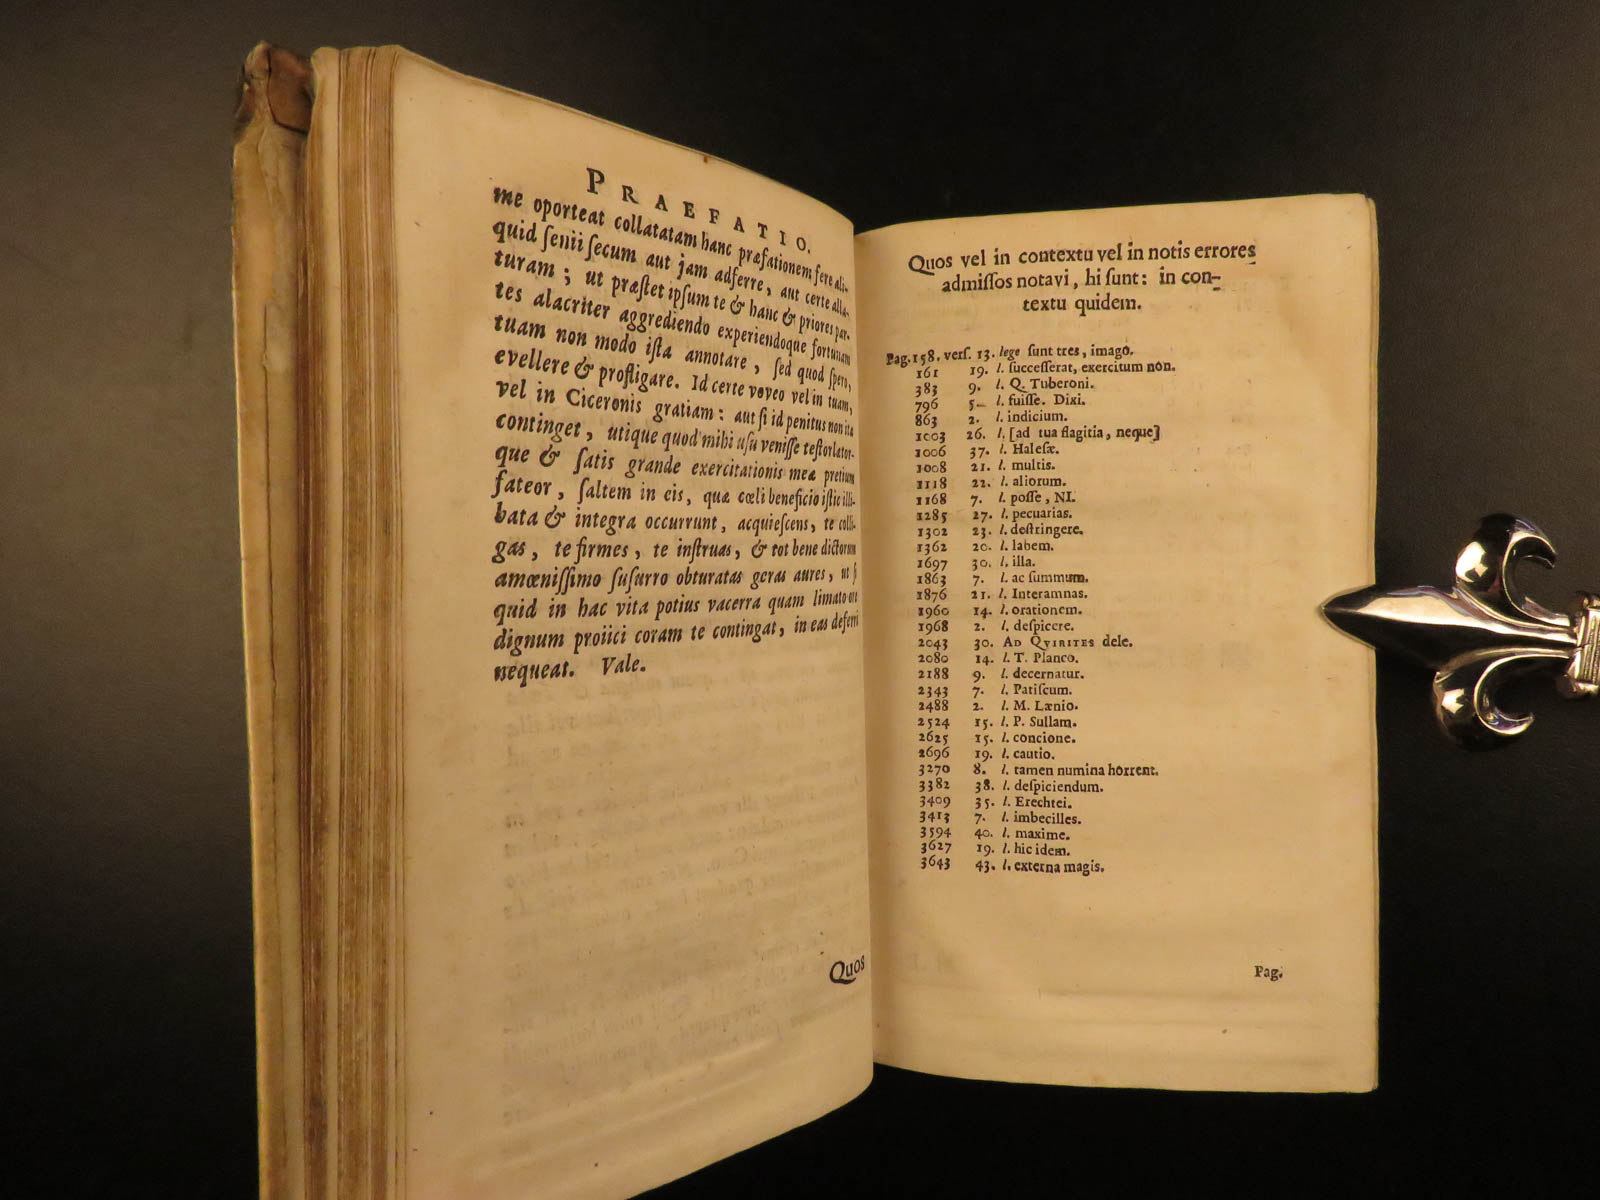 PRAEFATIO.
me oporteat collatatam hanc præfationem fere ali-
quid ſenii ſecum aut jam adferre, aut certe alla-
turam; ut præſtet ipſum te & hanc & priores par-
tes alacriter aggrediendo experiendoque fortunam
tuam non modo iſta annotare, ſed quod ſpero,
evellere & profligare. Id certe voveo vel in tuam,
vel in Ciceronis gratiam: aut ſi id penitus non ita
continget, utique quod mihi uſu veniſſe teſtor lator-
que & ſatis grande exercitationis meæ pretium
fateor, ſaltem in eis, quæ cœli beneficio iſtic illi-
bata & integra occurrunt, acquieſcens, te colli-
gas, te firmes, te inſtruas, & tot bene dictorum
amœniſſimo ſuſurro obturatas geras aures, ut ſi
quid in hac vita potius vacerra quam limato ore
dignum proiici coram te contingat, in eas deferri
nequeat. Vale.
Quos
Quos vel in contextu vel in notis errores
admiſſos notavi, hi ſunt: in con-
textu quidem.
Pag. 158. verſ. 13. lege ſunt tres, imago.
161 19. l. ſucceſſerat, exercitum non.
383 9. l. Q. Tuberoni.
796 5. l. fuiſſe. Dixi.
863 2. l. indicium.
1003 26. l. [ad tua flagitia, neque]
1006 37. l. Haleſæ.
1008 21. l. multis.
1118 22. l. aliorum.
1168 7. l. poſſe, NI.
1285 27. l. pecuarias.
1302 23. l. deſtringere.
1362 20. l. labem.
1697 30. l. illa.
1863 7. l. ac ſummum.
1876 21. l. Interamnas.
1960 14. l. orationem.
1968 2. l. deſpicere.
2043 30. AD QVIRITES dele.
2080 14. l. T. Planco.
2188 9. l. decernatur.
2343 7. l. Patiſcum.
2488 2. l. M. Lænio.
2524 15. l. P. Sullam.
2625 15. l. concione.
2696 19. l. cautio.
3270 8. l. tamen numina horrent.
3382 38. l. deſpiciendum.
3409 35. l. Erechtei.
3413 7. l. imbecilles.
3594 40. l. maxime.
3627 19. l. hic idem.
3643 43. l. externa magis.
Pag.